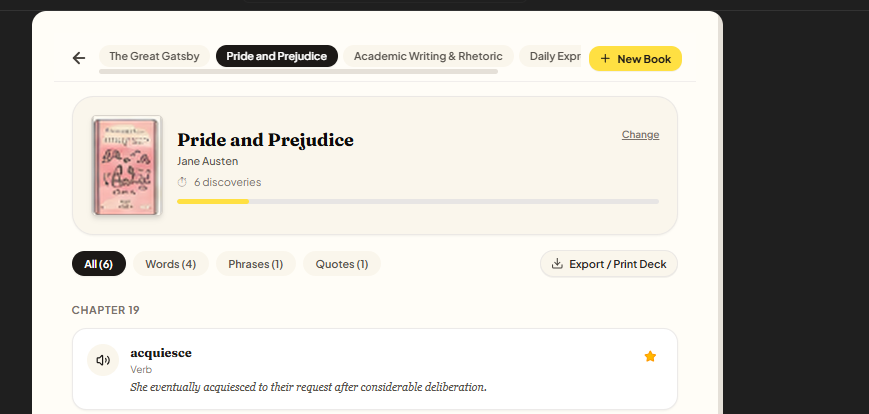 The Great Gatsby
Pride and Prejudice
Academic Writing & Rhetoric
Daily Expr
+ New Book
Pride and Prejudice
Change
Jane Austen
6 discoveries
All (6)
Words (4)
Phrases (1)
Quotes (1)
Export / Print Deck
CHAPTER 19
acquiesce
Verb
She eventually acquiesced to their request after considerable deliberation.